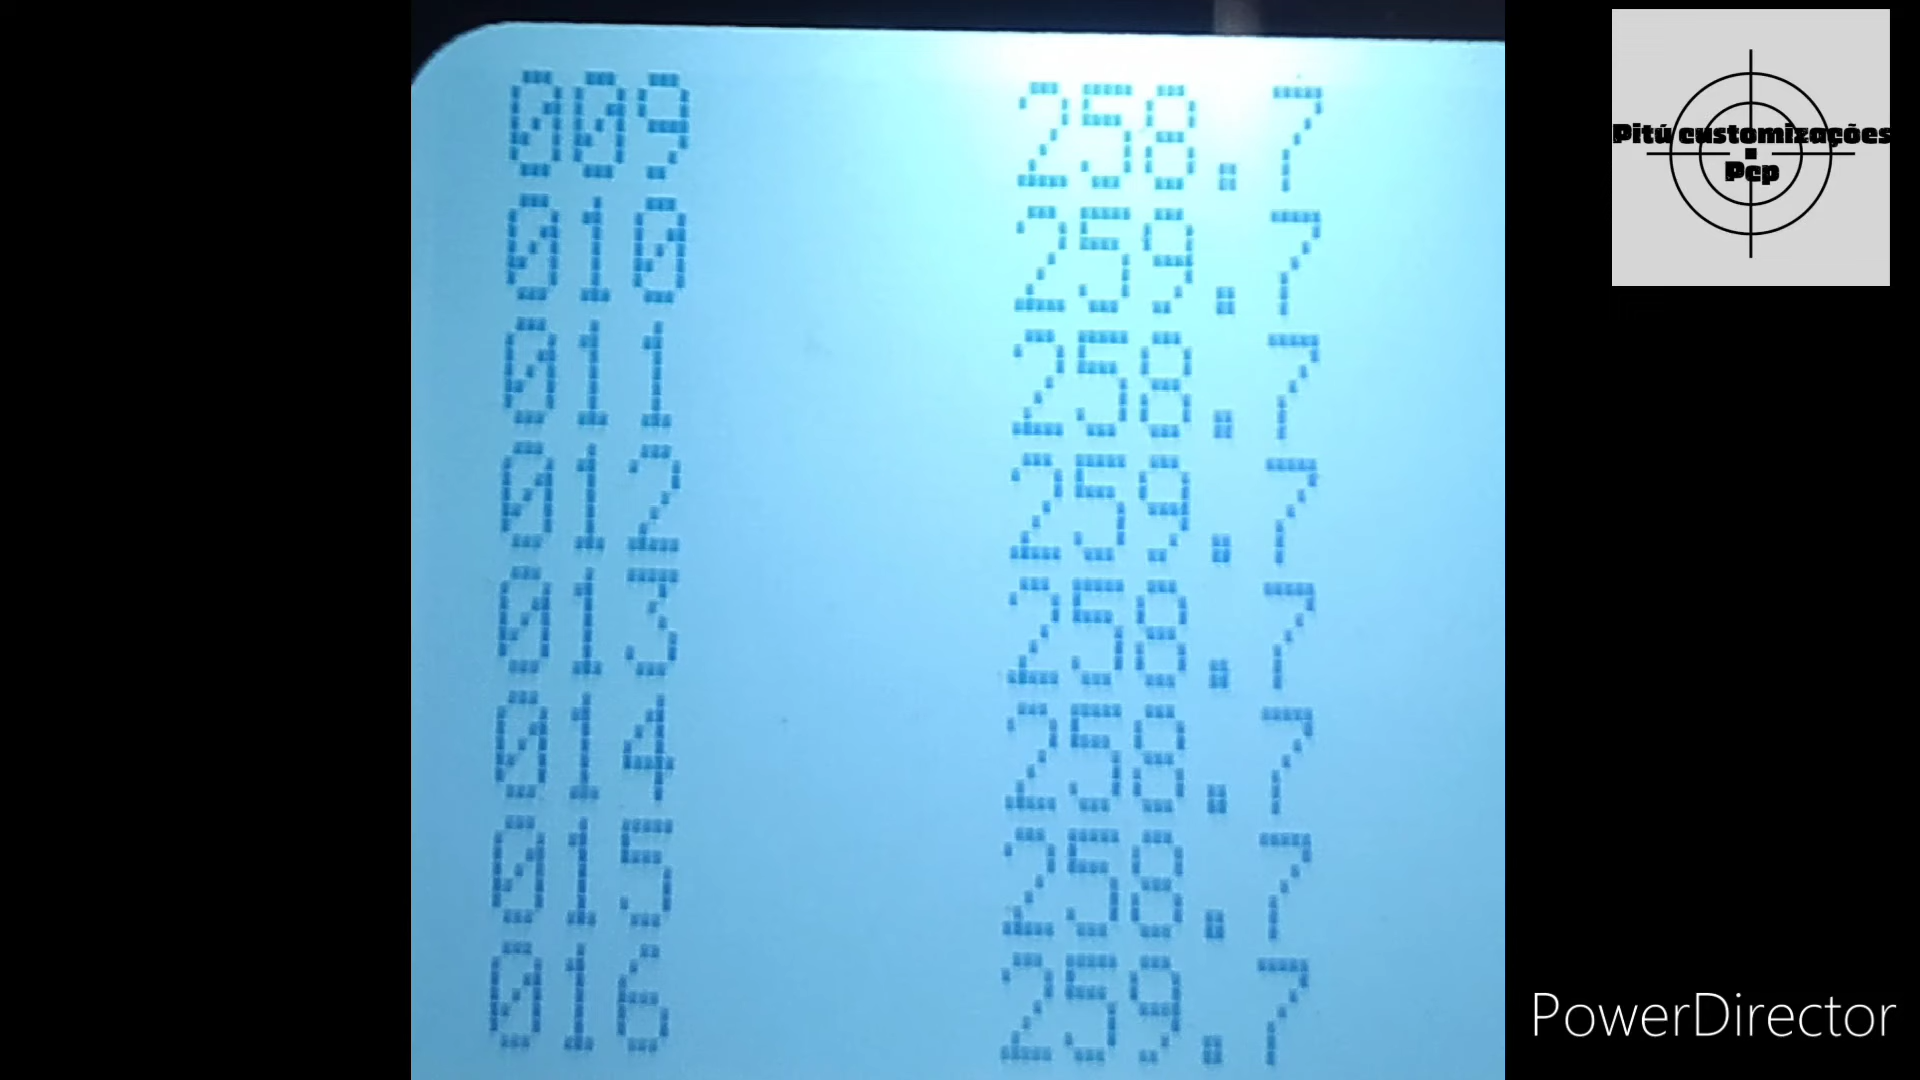 009 258.7
010 259.7
011 258.7
012 259.7
013 258.7
014 258.7
015 258.7
016 259.7
Pitú customizações
Pcp
PowerDirector